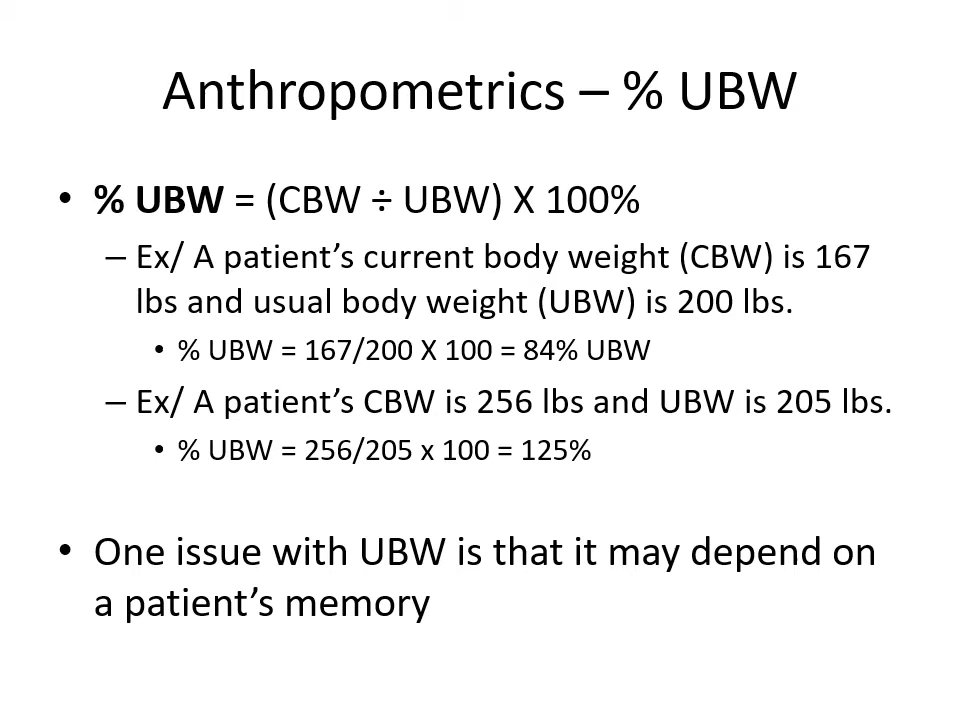 Anthropometrics – % UBW
• % UBW = (CBW ÷ UBW) X 100%
– Ex/ A patient’s current body weight (CBW) is 167
lbs and usual body weight (UBW) is 200 lbs.
• % UBW = 167/200 X 100 = 84% UBW
– Ex/ A patient’s CBW is 256 lbs and UBW is 205 lbs.
• % UBW = 256/205 x 100 = 125%
• One issue with UBW is that it may depend on
a patient’s memory